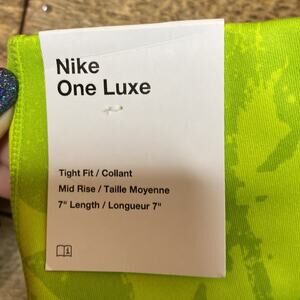 Nike
One Luxe
Tight Fit / Collant
Mid Rise / Taille Moyenne
7" Length / Longueur 7"